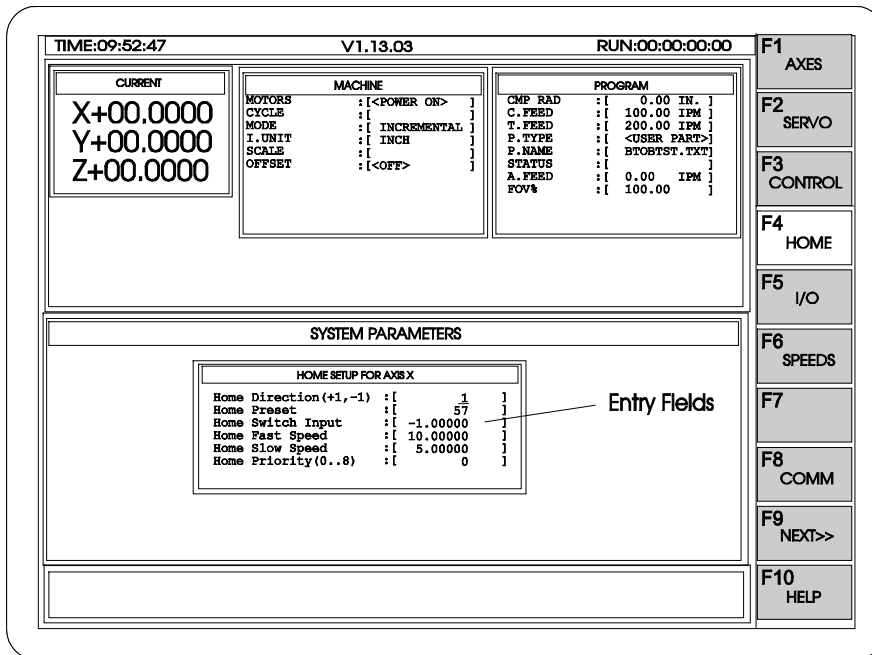 TIME:09:52:47 V1.13.03 RUN:00:00:00:00
CURRENT
X+00.0000
Y+00.0000
Z+00.0000
MACHINE
MOTORS :[<POWER ON> ]
CYCLE :[ ]
MODE :[ INCREMENTAL ]
I.UNIT :[ INCH ]
SCALE :[ ]
OFFSET :[<OFF> ]
PROGRAM
CMP RAD :[ 0.00 IN. ]
C.FEED :[ 100.00 IPM ]
T.FEED :[ 200.00 IPM ]
P.TYPE :[ <USER PART>]
P.NAME :[ BTOBTST.TXT]
STATUS :[ ]
A.FEED :[ 0.00 IPM ]
FOV% :[ 100.00 ]
SYSTEM PARAMETERS
HOME SETUP FOR AXIS X
Home Direction(+1,-1) :[ 1 ]
Home Preset :[ 57 ]
Home Switch Input :[ -1.00000 ]
Home Fast Speed :[ 10.00000 ]
Home Slow Speed :[ 5.00000 ]
Home Priority(0..8) :[ 0 ]
Entry Fields
F1
AXES
F2
SERVO
F3
CONTROL
F4
HOME
F5
I/O
F6
SPEEDS
F7
F8
COMM
F9
NEXT>>
F10
HELP